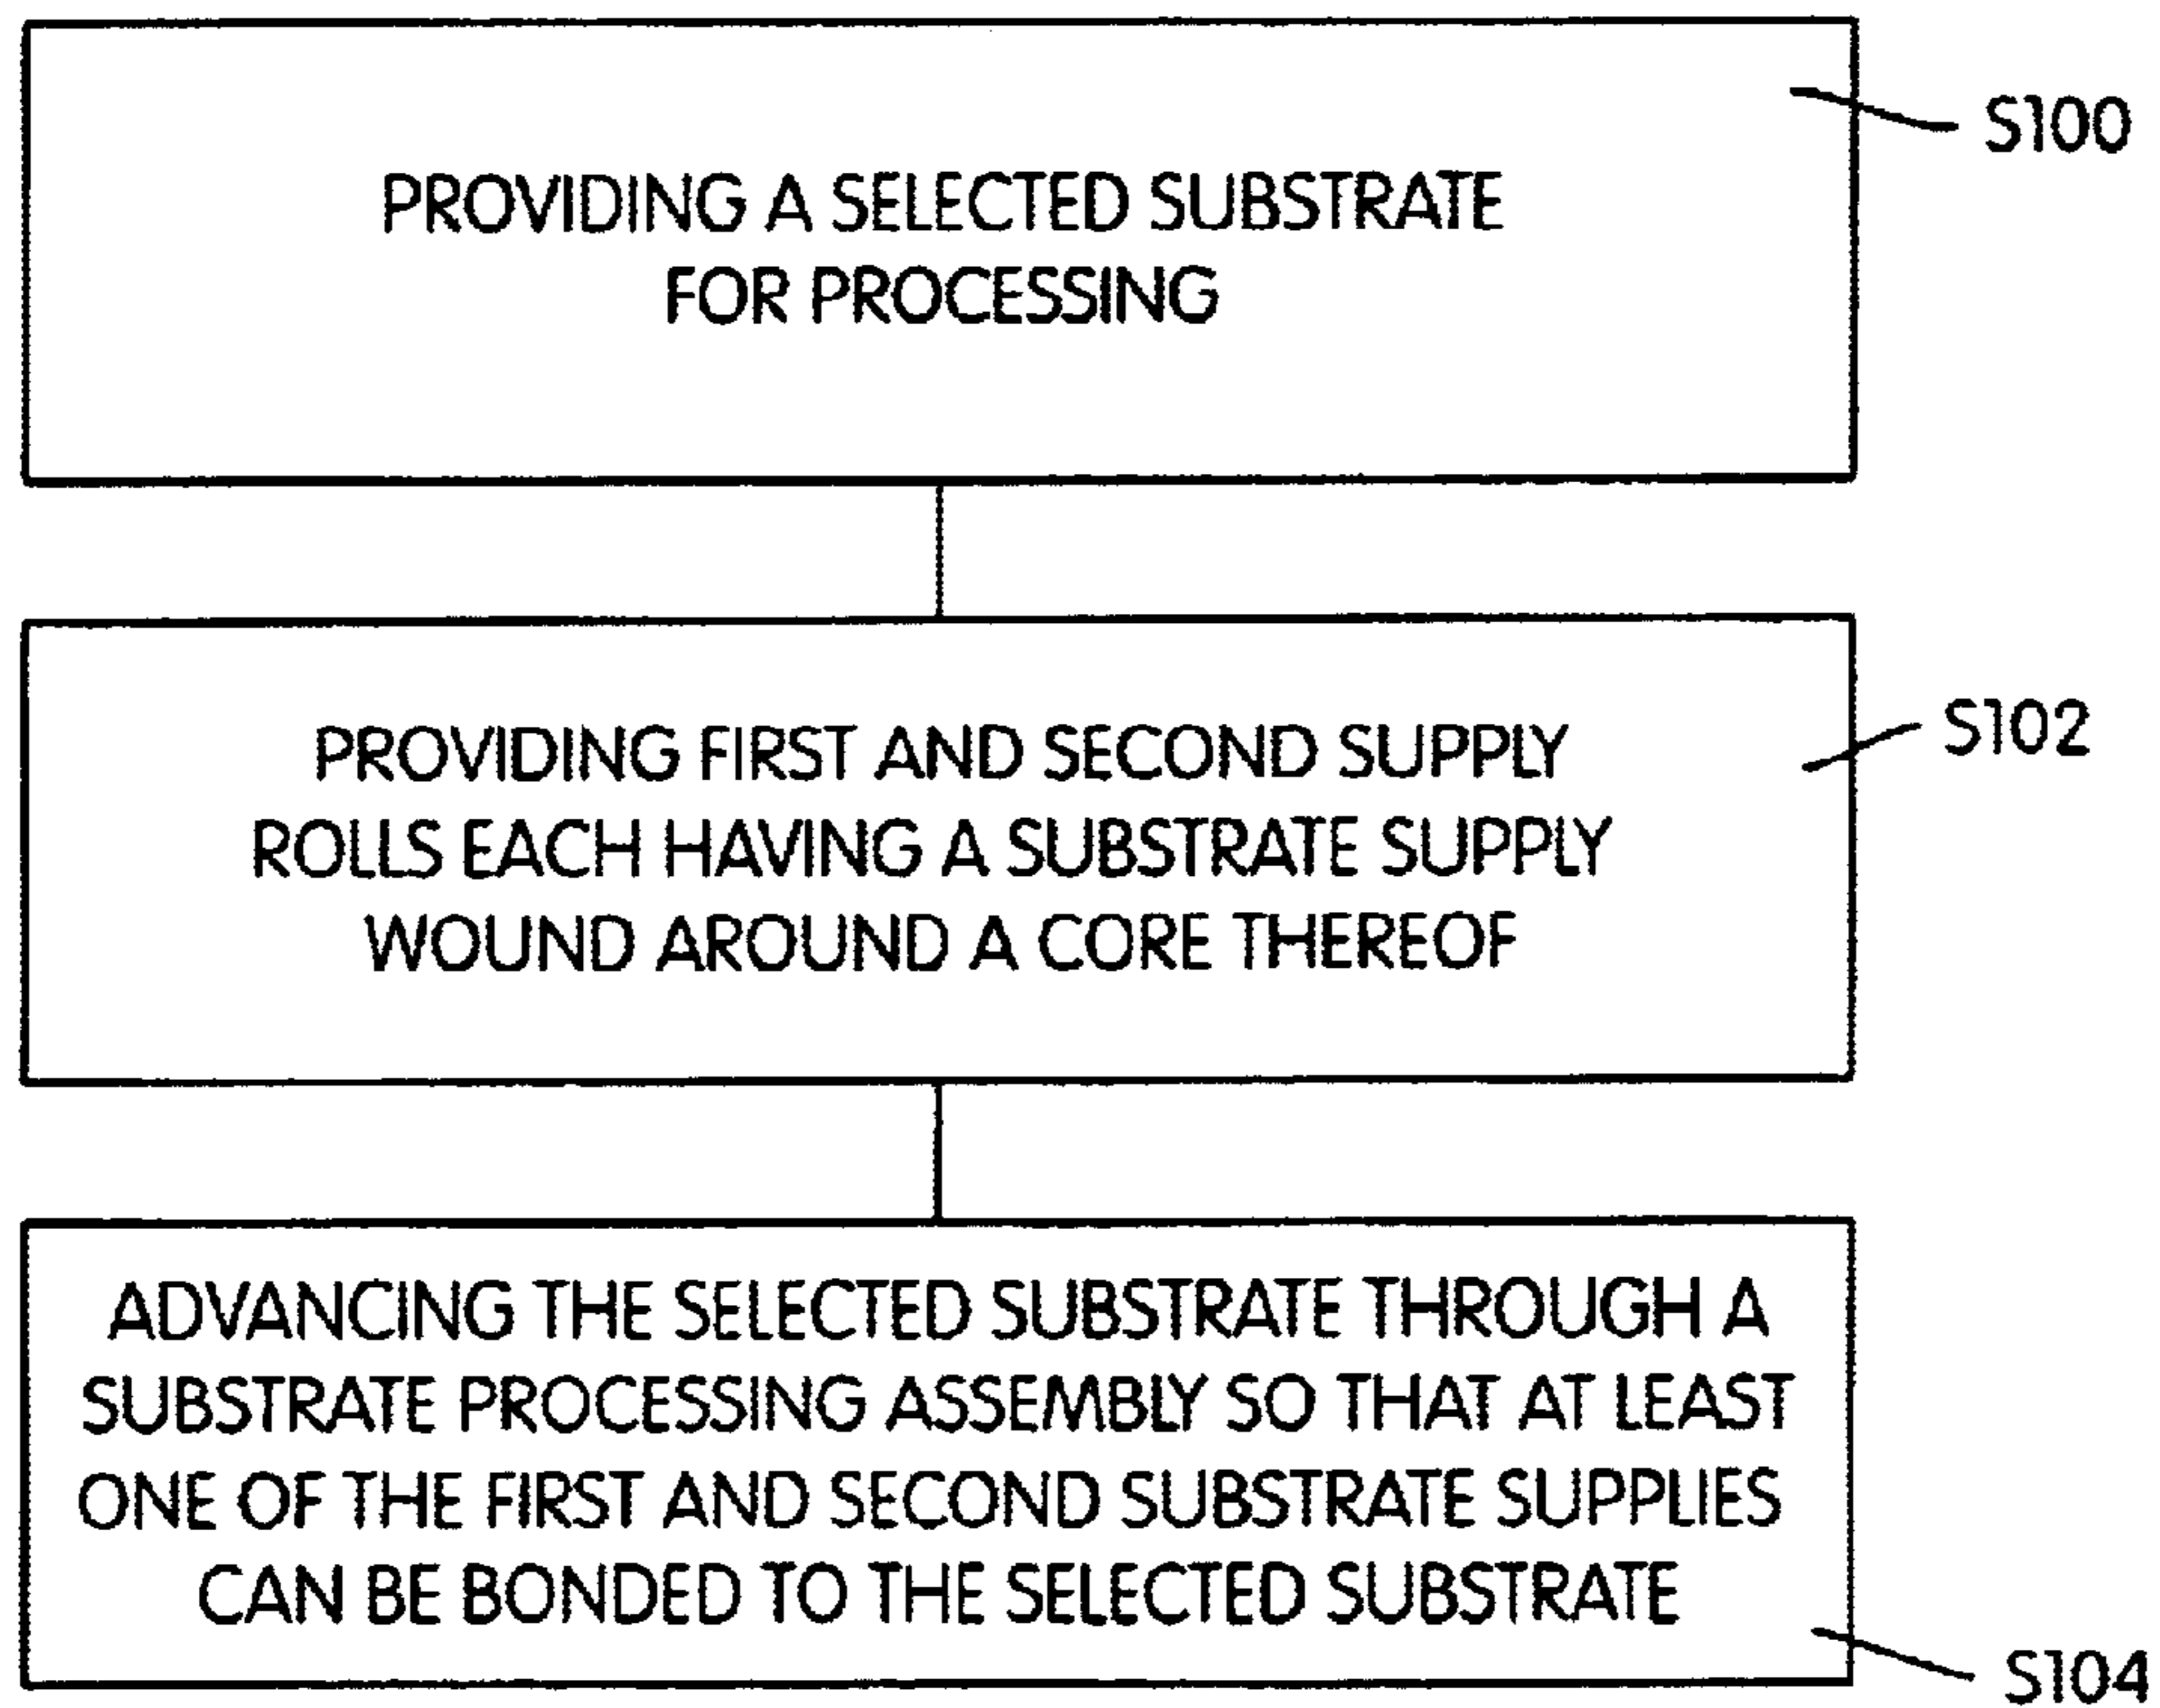 S100
PROVIDING A SELECTED SUBSTRATE
FOR PROCESSING
S102
PROVIDING FIRST AND SECOND SUPPLY
ROLLS EACH HAVING A SUBSTRATE SUPPLY
WOUND AROUND A CORE THEREOF
ADVANCING THE SELECTED SUBSTRATE THROUGH A
SUBSTRATE PROCESSING ASSEMBLY SO THAT AT LEAST
ONE OF THE FIRST AND SECOND SUBSTRATE SUPPLIES
CAN BE BONDED TO THE SELECTED SUBSTRATE
S104